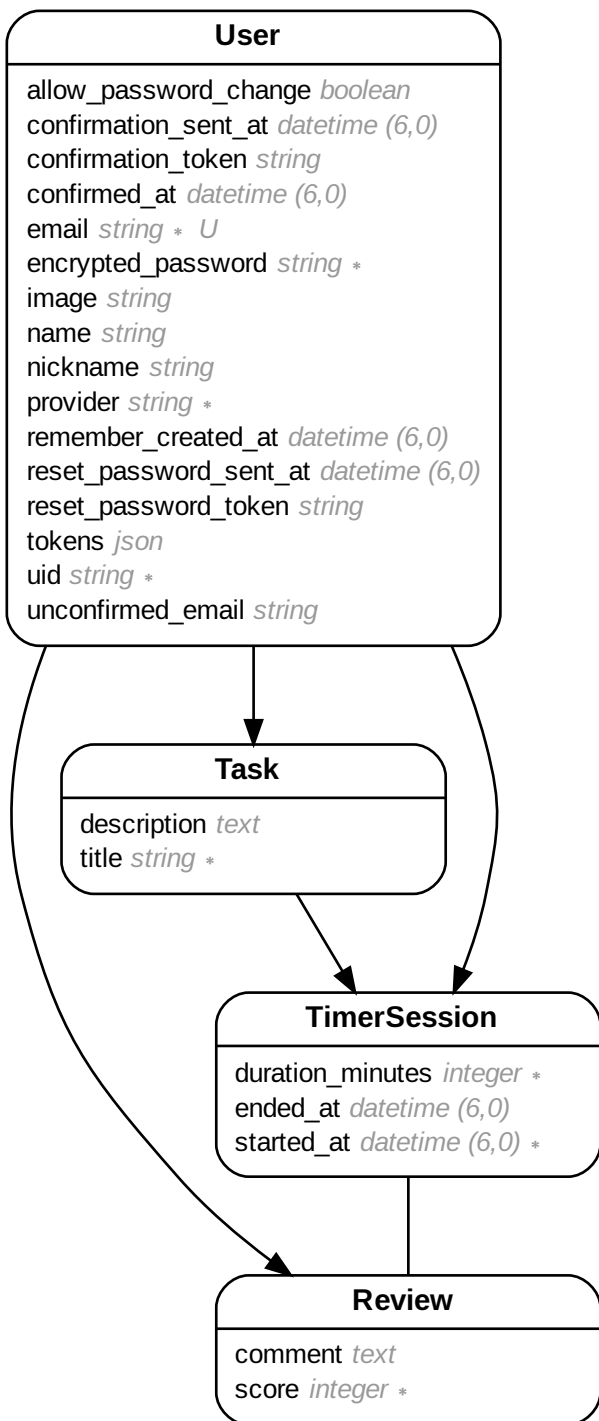 User
allow_password_change boolean
confirmation_sent_at datetime (6,0)
confirmation_token string
confirmed_at datetime (6,0)
email string * U
encrypted_password string *
image string
name string
nickname string
provider string *
remember_created_at datetime (6,0)
reset_password_sent_at datetime (6,0)
reset_password_token string
tokens json
uid string *
unconfirmed_email string
Task
description text
title string *
TimerSession
duration_minutes integer *
ended_at datetime (6,0)
started_at datetime (6,0) *
Review
comment text
score integer *